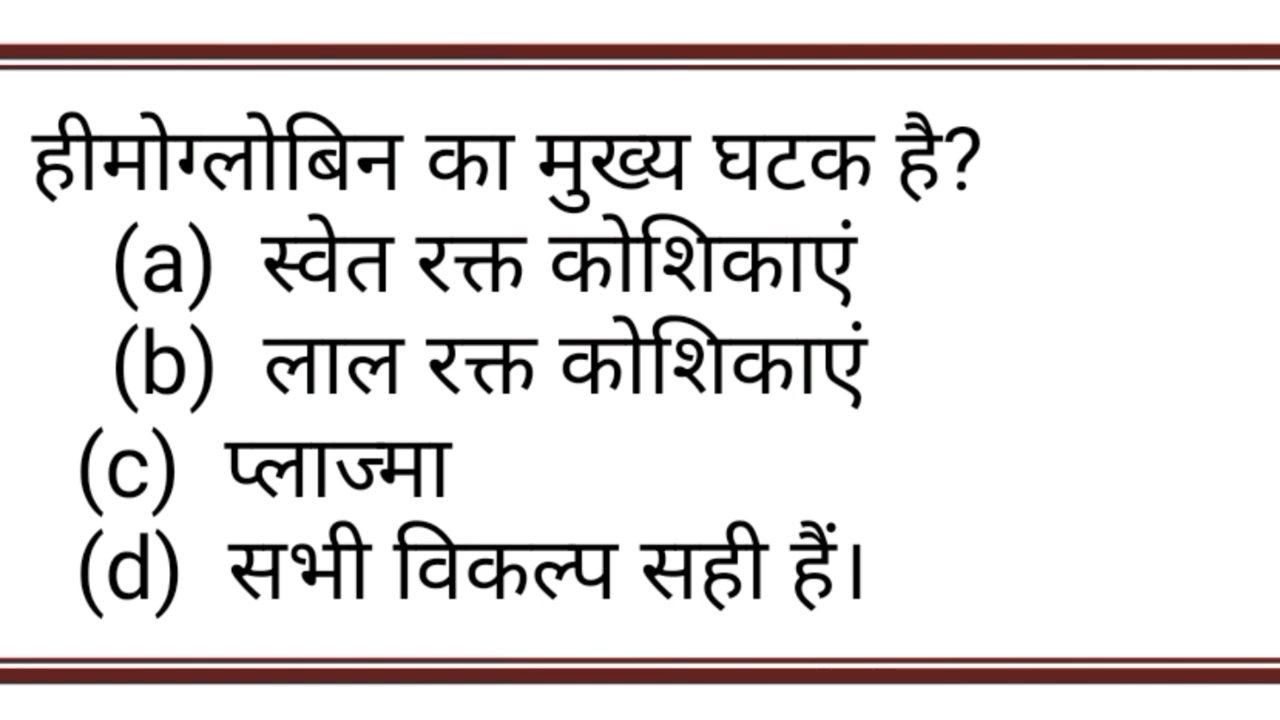 हीमोग्लोबिन का मुख्य घटक है?
(a) स्वेत रक्त कोशिकाएं
(b) लाल रक्त कोशिकाएं
(c) प्लाज्मा
(d) सभी विकल्प सही हैं।